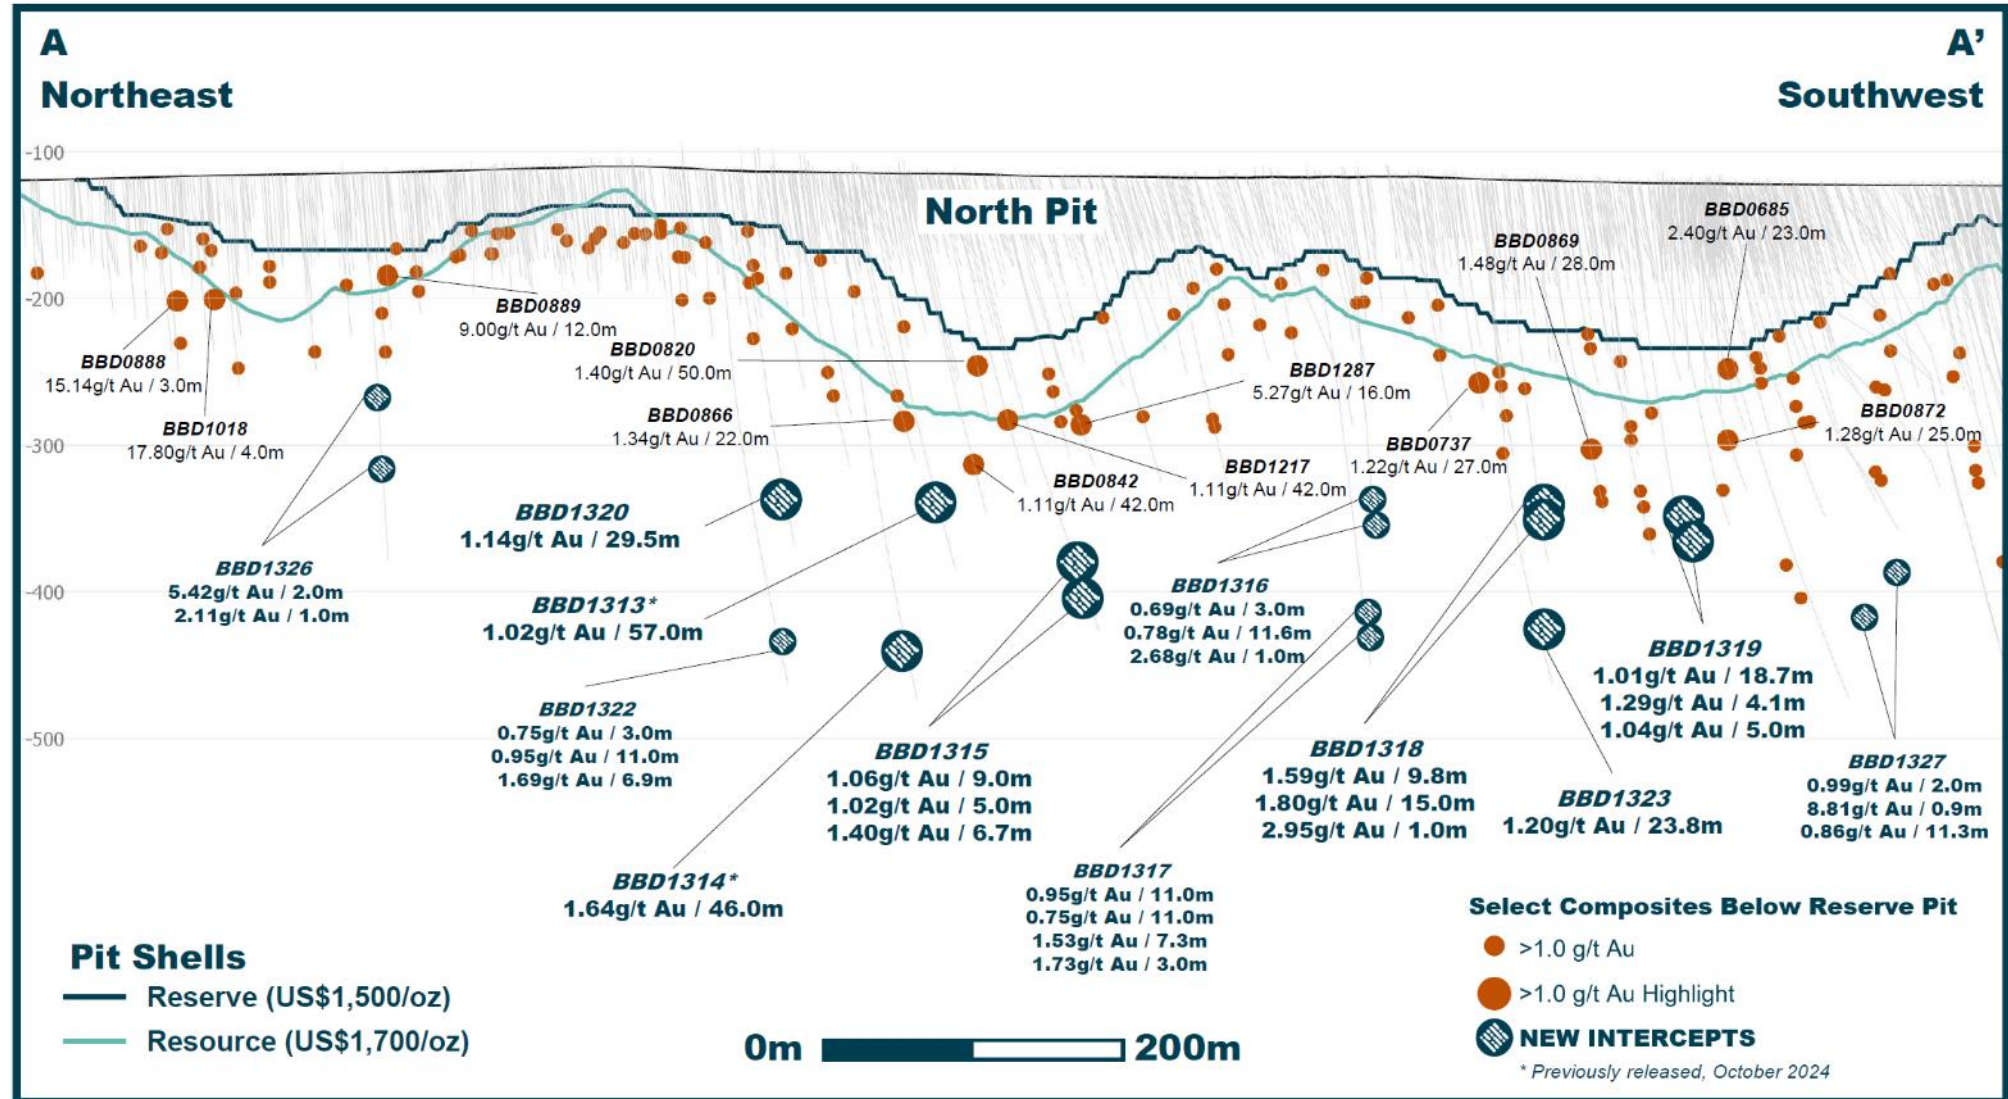 A
A'
Northeast
Southwest
-100
-200
-300
-400
-500
North Pit
BBD0685
2.40g/t Au / 23.0m
BBD0869
1.48g/t Au / 28.0m
BBD0889
9.00g/t Au / 12.0m
BBD0888
15.14g/t Au / 3.0m
BBD0820
1.40g/t Au / 50.0m
BBD1287
5.27g/t Au / 16.0m
BBD1018
17.80g/t Au / 4.0m
BBD0866
1.34g/t Au / 22.0m
BBD0872
1.28g/t Au / 25.0m
BBD0737
1.22g/t Au / 27.0m
BBD1217
1.11g/t Au / 42.0m
BBD0842
1.11g/t Au / 42.0m
BBD1320
1.14g/t Au / 29.5m
BBD1326
5.42g/t Au / 2.0m
2.11g/t Au / 1.0m
BBD1313*
1.02g/t Au / 57.0m
BBD1316
0.69g/t Au / 3.0m
0.78g/t Au / 11.6m
2.68g/t Au / 1.0m
BBD1319
1.01g/t Au / 18.7m
1.29g/t Au / 4.1m
1.04g/t Au / 5.0m
BBD1322
0.75g/t Au / 3.0m
0.95g/t Au / 11.0m
1.69g/t Au / 6.9m
BBD1315
1.06g/t Au / 9.0m
1.02g/t Au / 5.0m
1.40g/t Au / 6.7m
BBD1318
1.59g/t Au / 9.8m
1.80g/t Au / 15.0m
2.95g/t Au / 1.0m
BBD1323
1.20g/t Au / 23.8m
BBD1327
0.99g/t Au / 2.0m
8.81g/t Au / 0.9m
0.86g/t Au / 11.3m
BBD1314*
1.64g/t Au / 46.0m
BBD1317
0.95g/t Au / 11.0m
0.75g/t Au / 11.0m
1.53g/t Au / 7.3m
1.73g/t Au / 3.0m
Pit Shells
Reserve (US$1,500/oz)
Resource (US$1,700/oz)
0m
200m
Select Composites Below Reserve Pit
>1.0 g/t Au
>1.0 g/t Au Highlight
NEW INTERCEPTS
* Previously released, October 2024